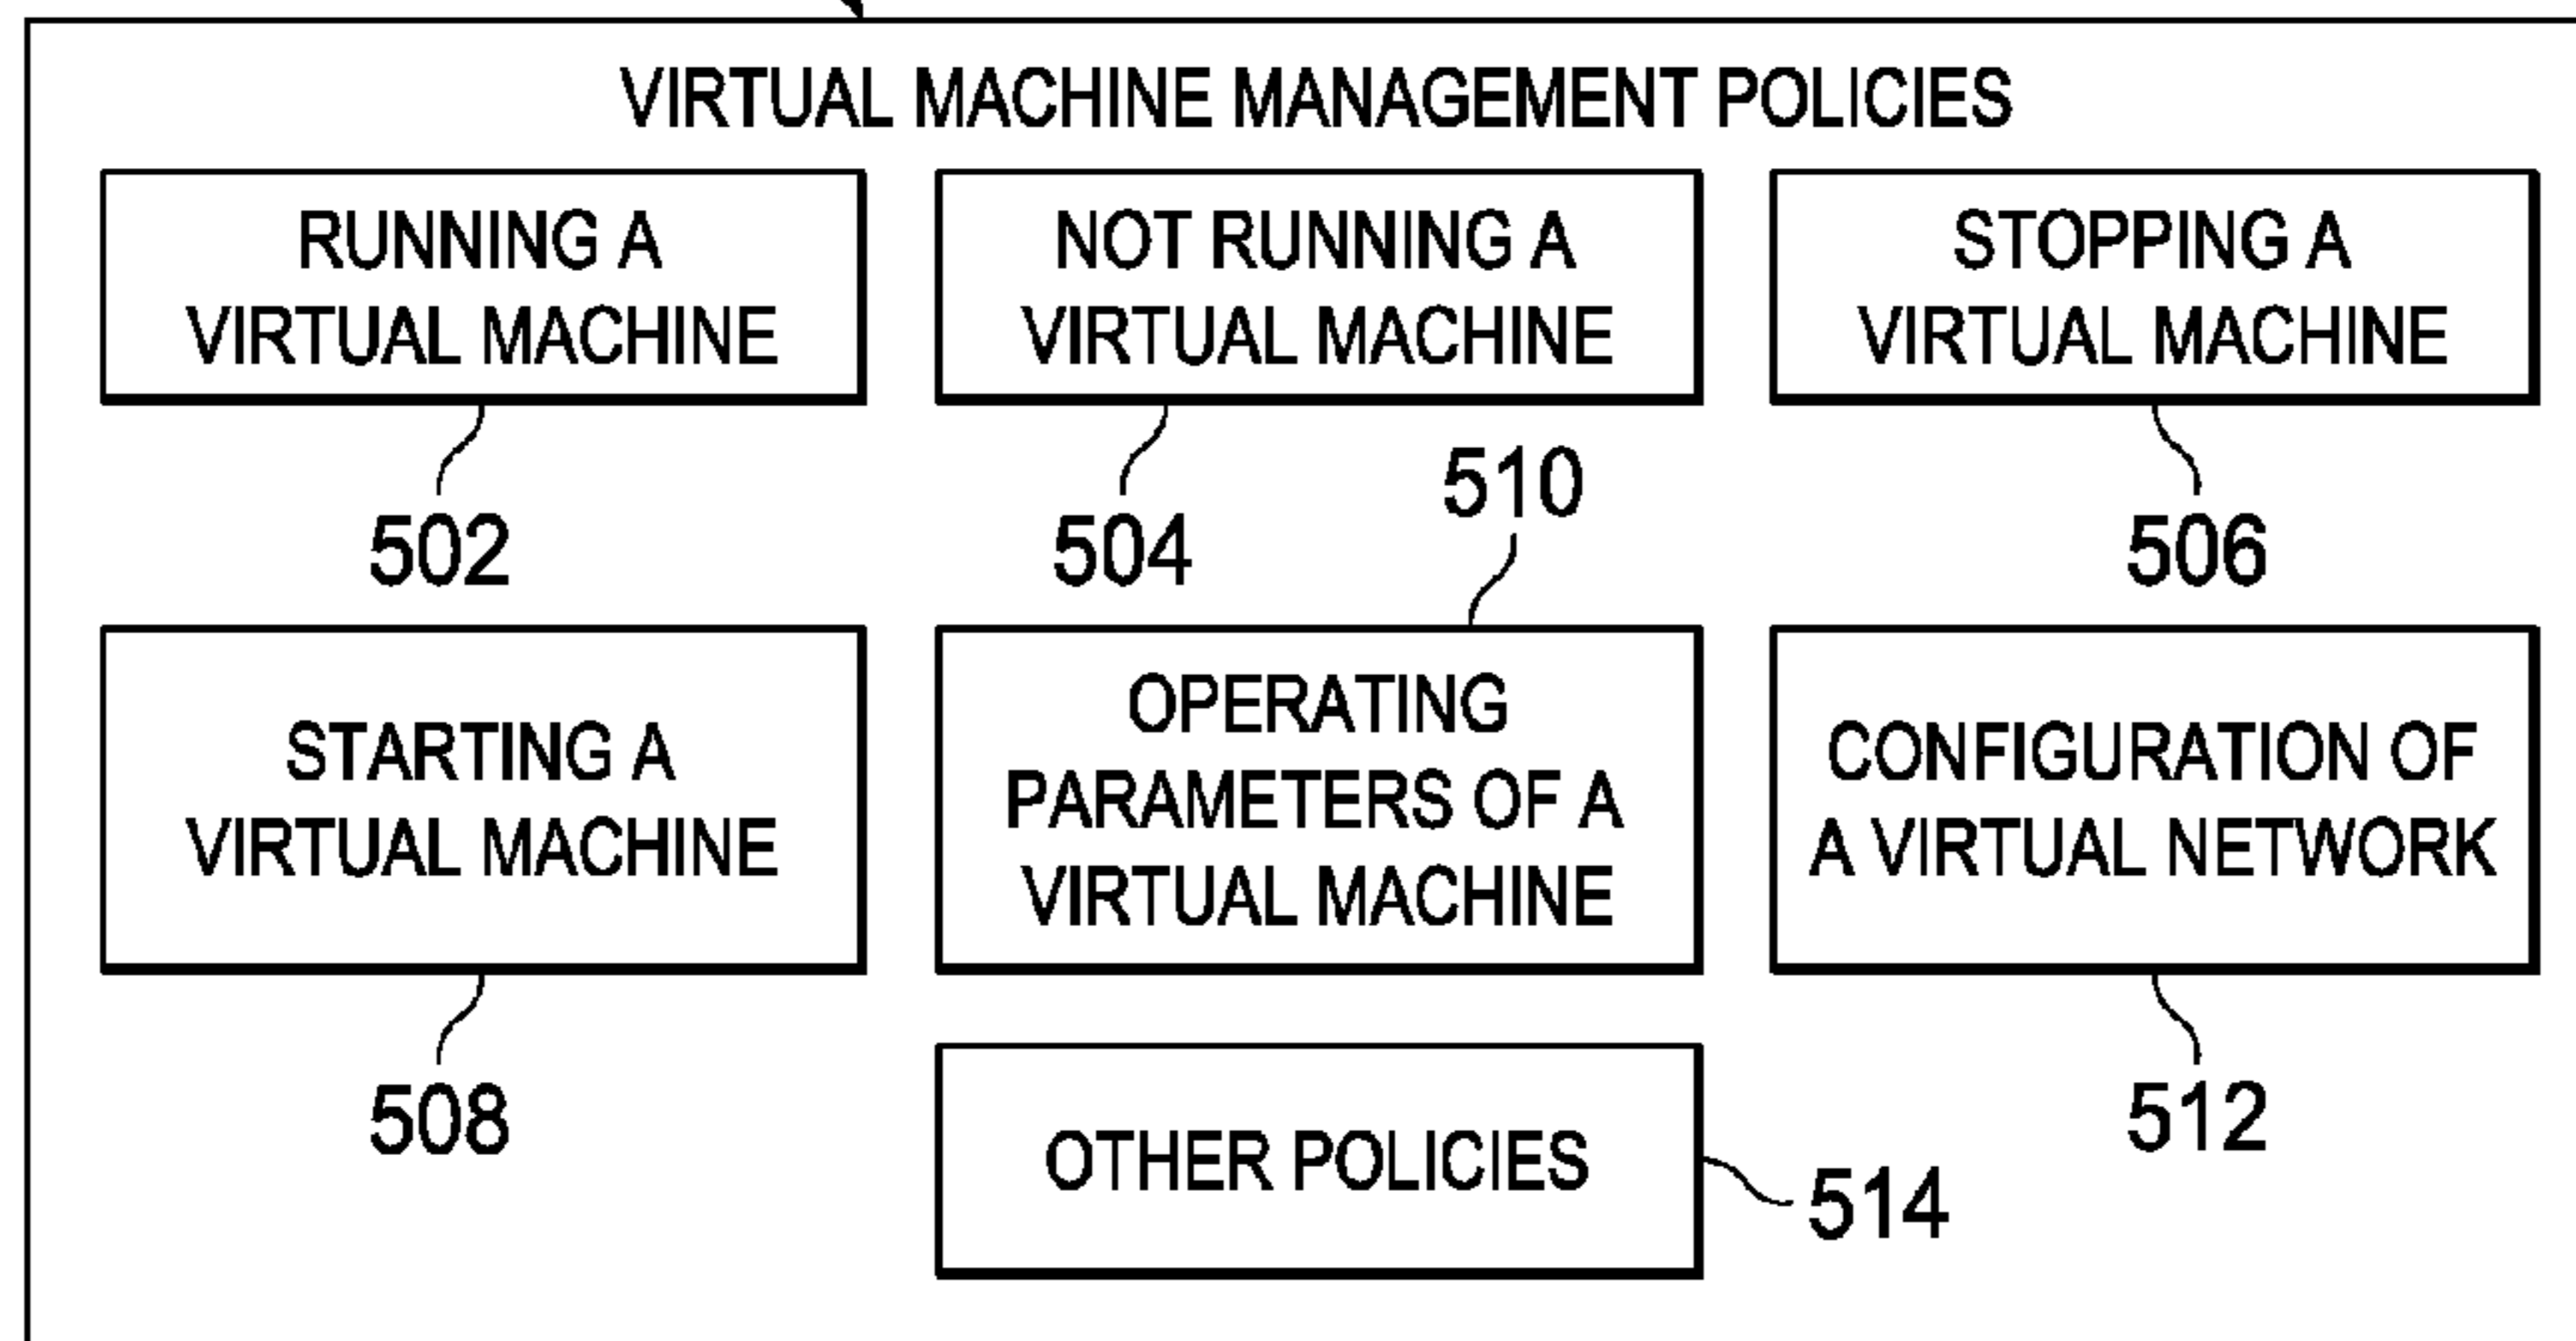 VIRTUAL MACHINE MANAGEMENT POLICIES
RUNNING A
VIRTUAL MACHINE
502
NOT RUNNING A
VIRTUAL MACHINE
504
STOPPING A
VIRTUAL MACHINE
506
STARTING A
VIRTUAL MACHINE
508
510
OPERATING
PARAMETERS OF A
VIRTUAL MACHINE
CONFIGURATION OF
A VIRTUAL NETWORK
512
OTHER POLICIES
514